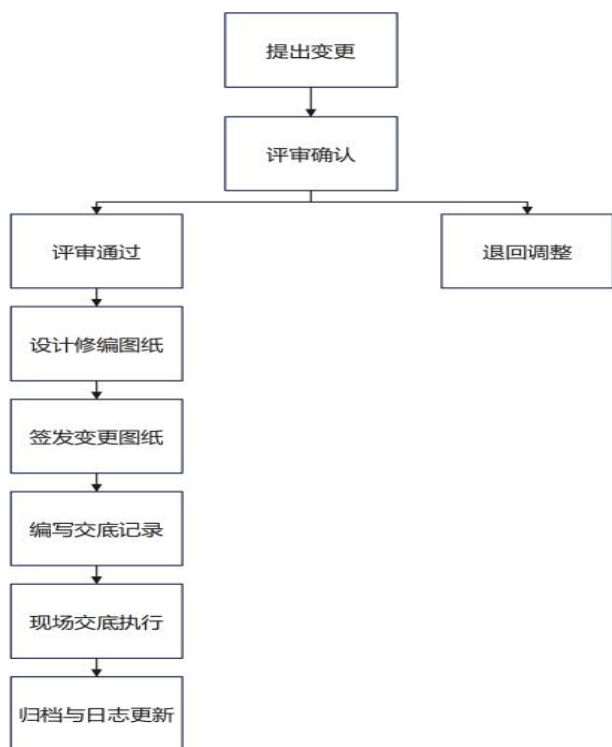 提出变更
评审确认
评审通过
退回调整
设计修编图纸
签发变更图纸
编写交底记录
现场交底执行
归档与日志更新